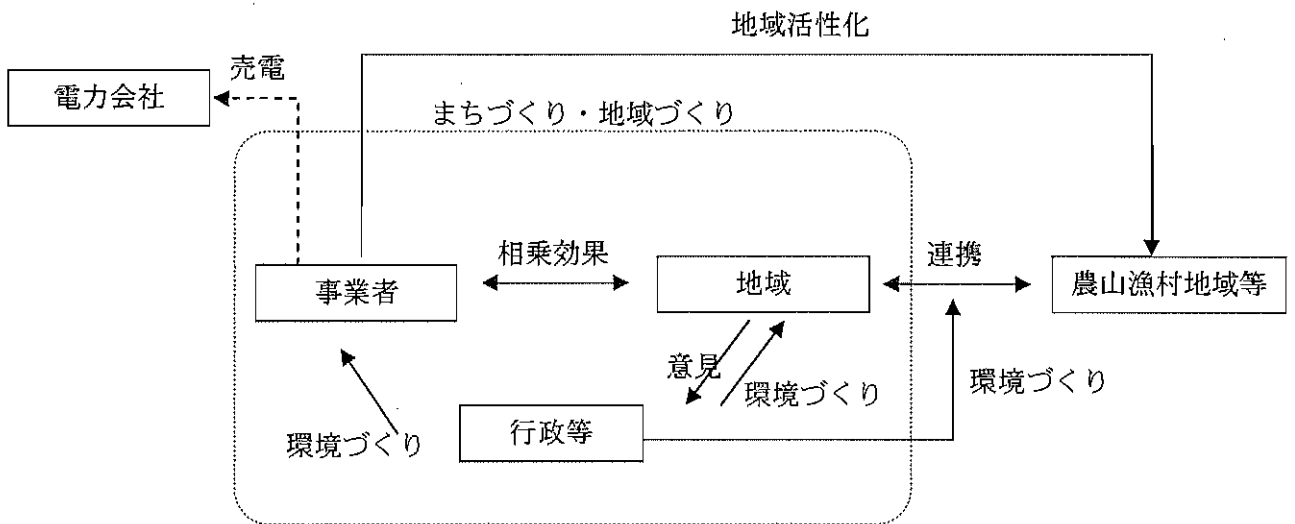 地域活性化
売電
電力会社
まちづくり・地域づくり
相乗効果
連携
事業者
地域
農山漁村地域等
意見
環境づくり
環境づくり
環境づくり
行政等